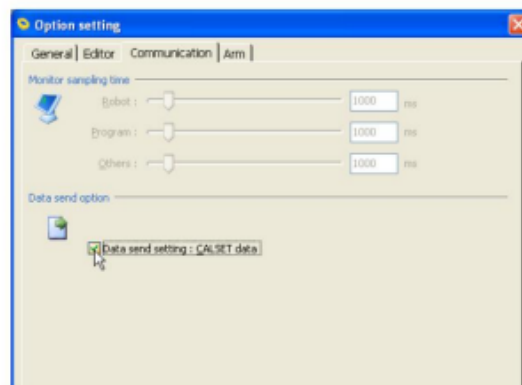 Option setting
General Editor Communication Arm
Monitor sampling time
Robot : 1000 ms
Program : 1000 ms
Others : 1000 ms
Data send option
Data send setting : CALSET data